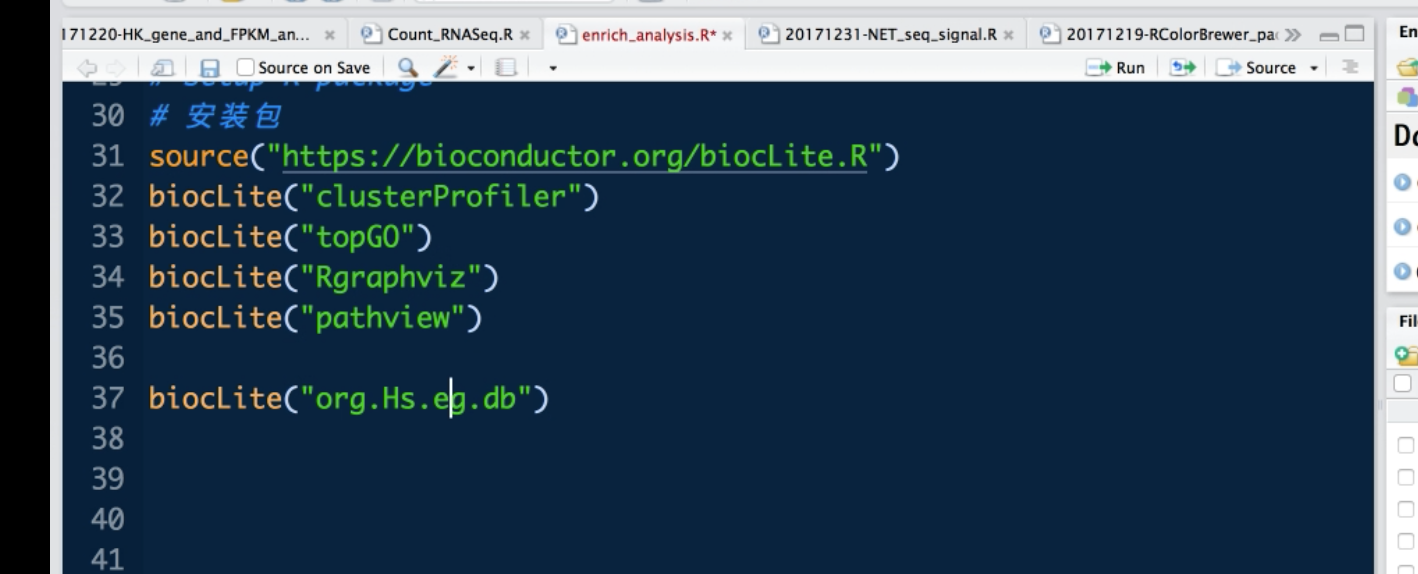 171220-HK_gene_and_FPKM_an... Count_RNASeq.R enrich_analysis.R* 20171231-NET_seq_signal.R 20171219-RColorBrewer_pa
En
Source on Save Run Source
29 # Setup R package
30 # 安装包
31 source("https://bioconductor.org/biocLite.R")
32 biocLite("clusterProfiler")
33 biocLite("topGO")
34 biocLite("Rgraphviz")
35 biocLite("pathview")
36
37 biocLite("org.Hs.eg.db")
38
39
40
41
Fil